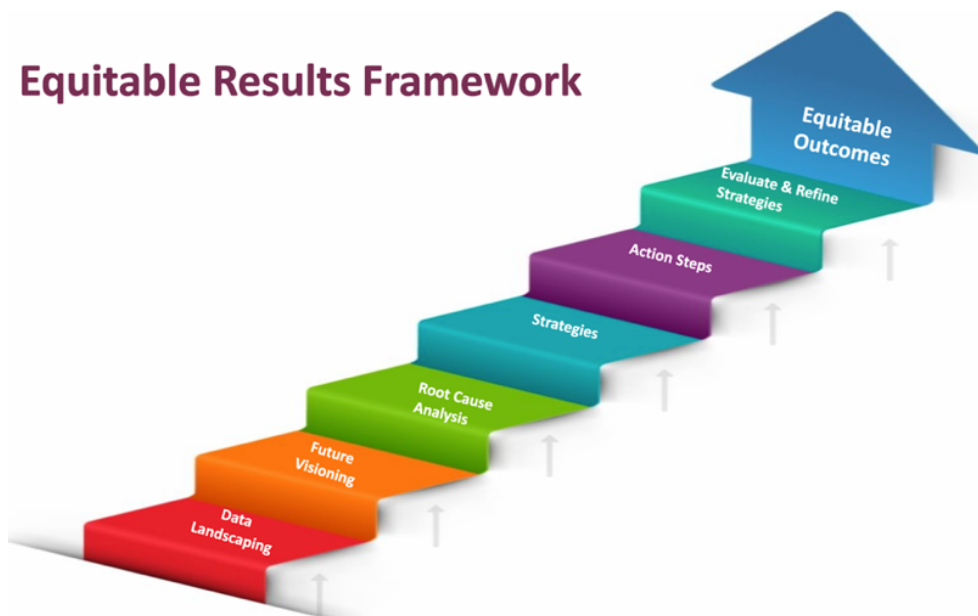 Equitable Results Framework
Equitable
Outcomes
Evaluate & Refine
Strategies
Action Steps
Strategies
Root Cause
Analysis
Future
Visioning
Data
Landscaping